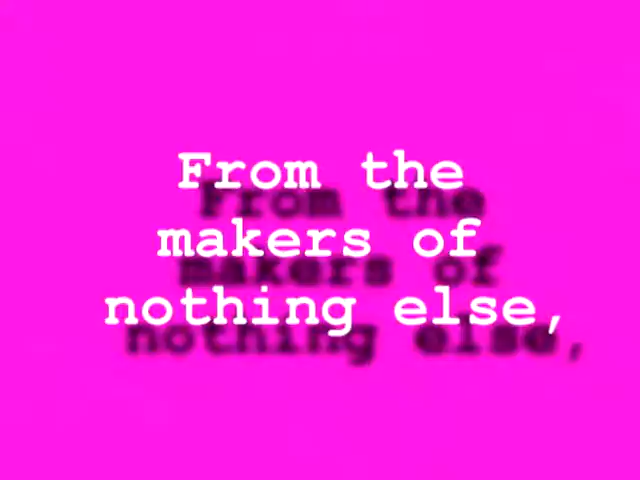 From the
makers of
nothing else,